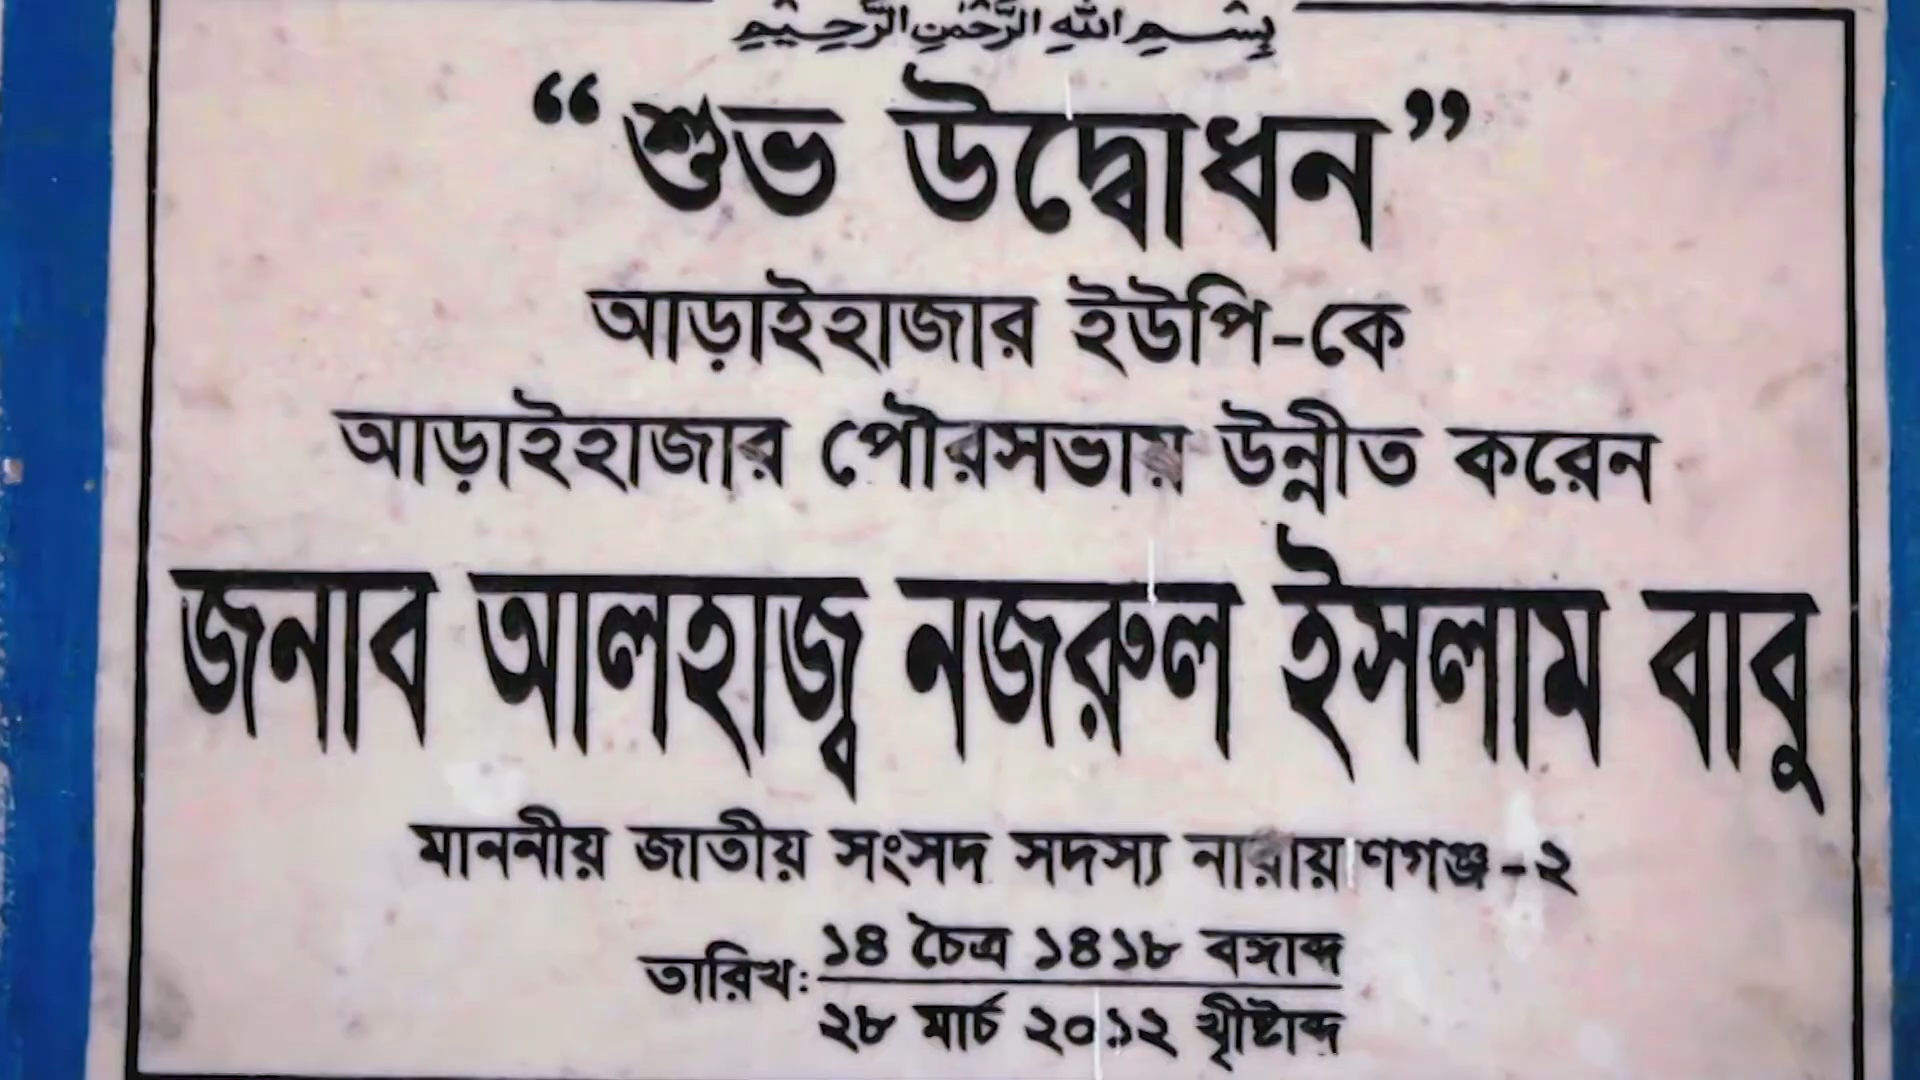 بِسْمِ اللهِ الرَّحْمٰنِ الرَّحِيْمِ
“শুভ উদ্বোধন”
আড়াইহাজার ইউপি-কে
আড়াইহাজার পৌরসভায় উন্নীত করেন
জনাব আলহাজ্ব নজরুল ইসলাম বাবু
মাননীয় জাতীয় সংসদ সদস্য নারায়ণগঞ্জ-২
তারিখঃ ১৪ চৈত্র ১৪১৮ বঙ্গাব্দ
২৮ মার্চ ২০১২ খ্রীষ্টাব্দ